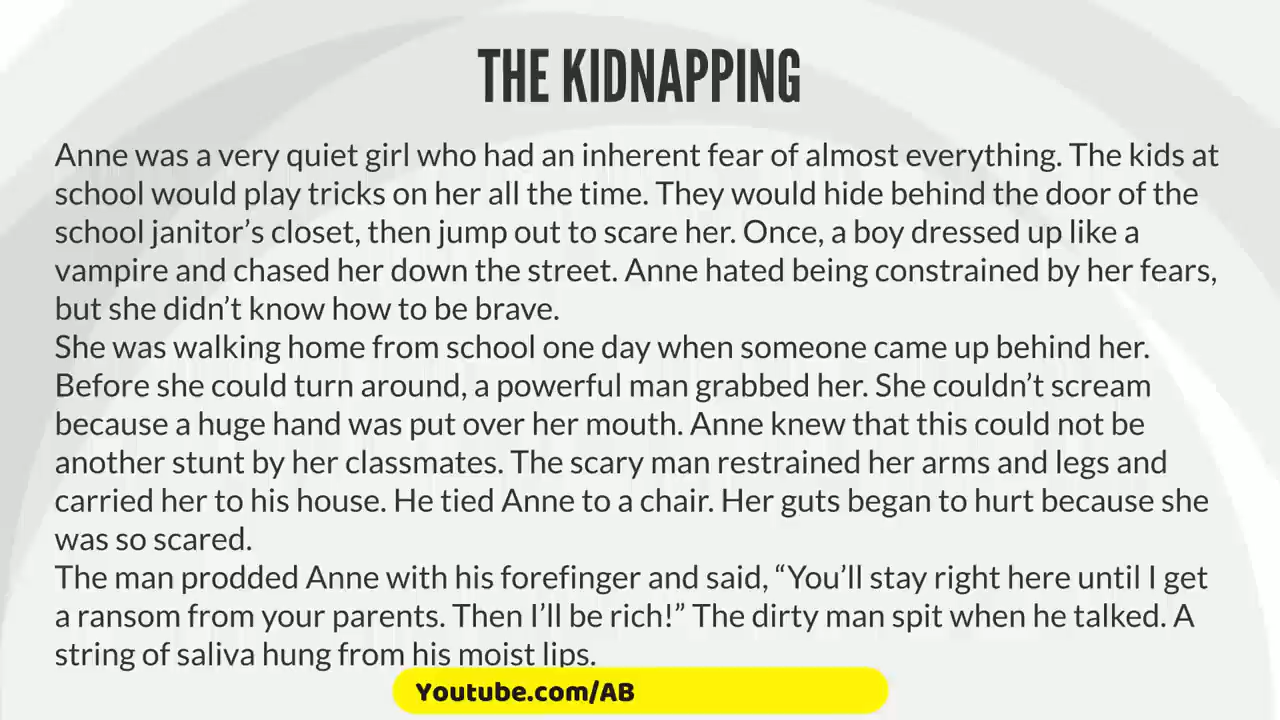 THE KIDNAPPING
Anne was a very quiet girl who had an inherent fear of almost everything. The kids at
school would play tricks on her all the time. They would hide behind the door of the
school janitor’s closet, then jump out to scare her. Once, a boy dressed up like a
vampire and chased her down the street. Anne hated being constrained by her fears,
but she didn’t know how to be brave.
She was walking home from school one day when someone came up behind her.
Before she could turn around, a powerful man grabbed her. She couldn’t scream
because a huge hand was put over her mouth. Anne knew that this could not be
another stunt by her classmates. The scary man restrained her arms and legs and
carried her to his house. He tied Anne to a chair. Her guts began to hurt because she
was so scared.
The man prodded Anne with his forefinger and said, “You’ll stay right here until I get
a ransom from your parents. Then I’ll be rich!” The dirty man spit when he talked. A
string of saliva hung from his moist lips.
Youtube.com/AB